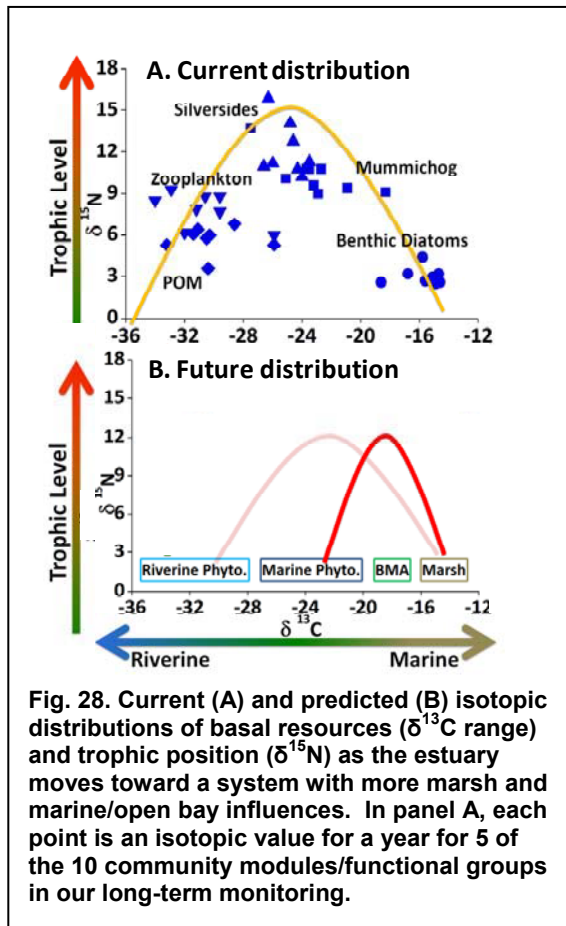 A. Current distribution
18
15
12
9
6
3
0
Trophic Level
δ ¹⁵N
Silversides
Zooplankton
Mummichog
Benthic Diatoms
POM
-36 -32 -28 -24 -20 -16 -12
B. Future distribution
18
15
12
9
6
3
0
Trophic Level
δ ¹⁵N
Riverine Phyto. Marine Phyto. BMA Marsh
-36 -32 -28 -24 -20 -16 -12
δ ¹³C
Riverine Marine
Fig. 28. Current (A) and predicted (B) isotopic
distributions of basal resources (δ¹³C range)
and trophic position (δ¹⁵N) as the estuary
moves toward a system with more marsh and
marine/open bay influences. In panel A, each
point is an isotopic value for a year for 5 of
the 10 community modules/functional groups
in our long-term monitoring.